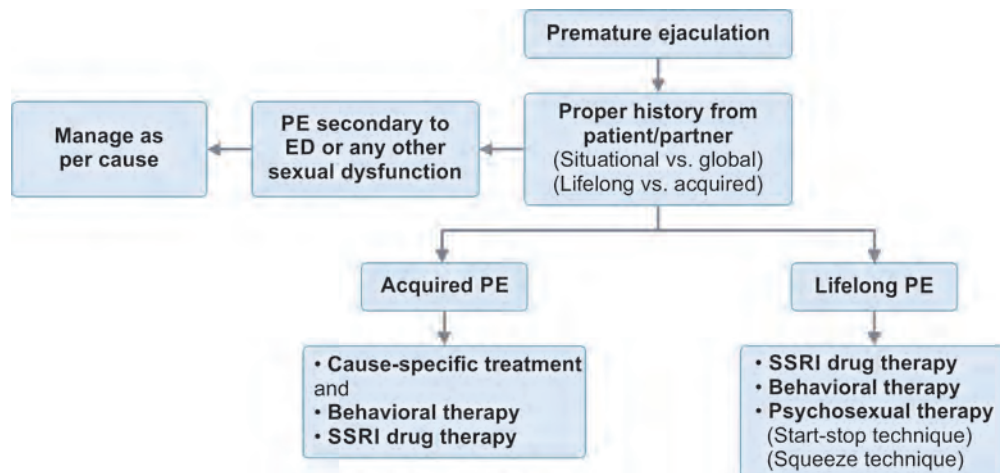 Premature ejaculation
Proper history from
patient/partner
(Situational vs. global)
(Lifelong vs. acquired)
PE secondary to
ED or any other
sexual dysfunction
Manage as
per cause
Acquired PE
Lifelong PE
• Cause-specific treatment
and
• Behavioral therapy
• SSRI drug therapy
• SSRI drug therapy
• Behavioral therapy
• Psychosexual therapy
(Start-stop technique)
(Squeeze technique)